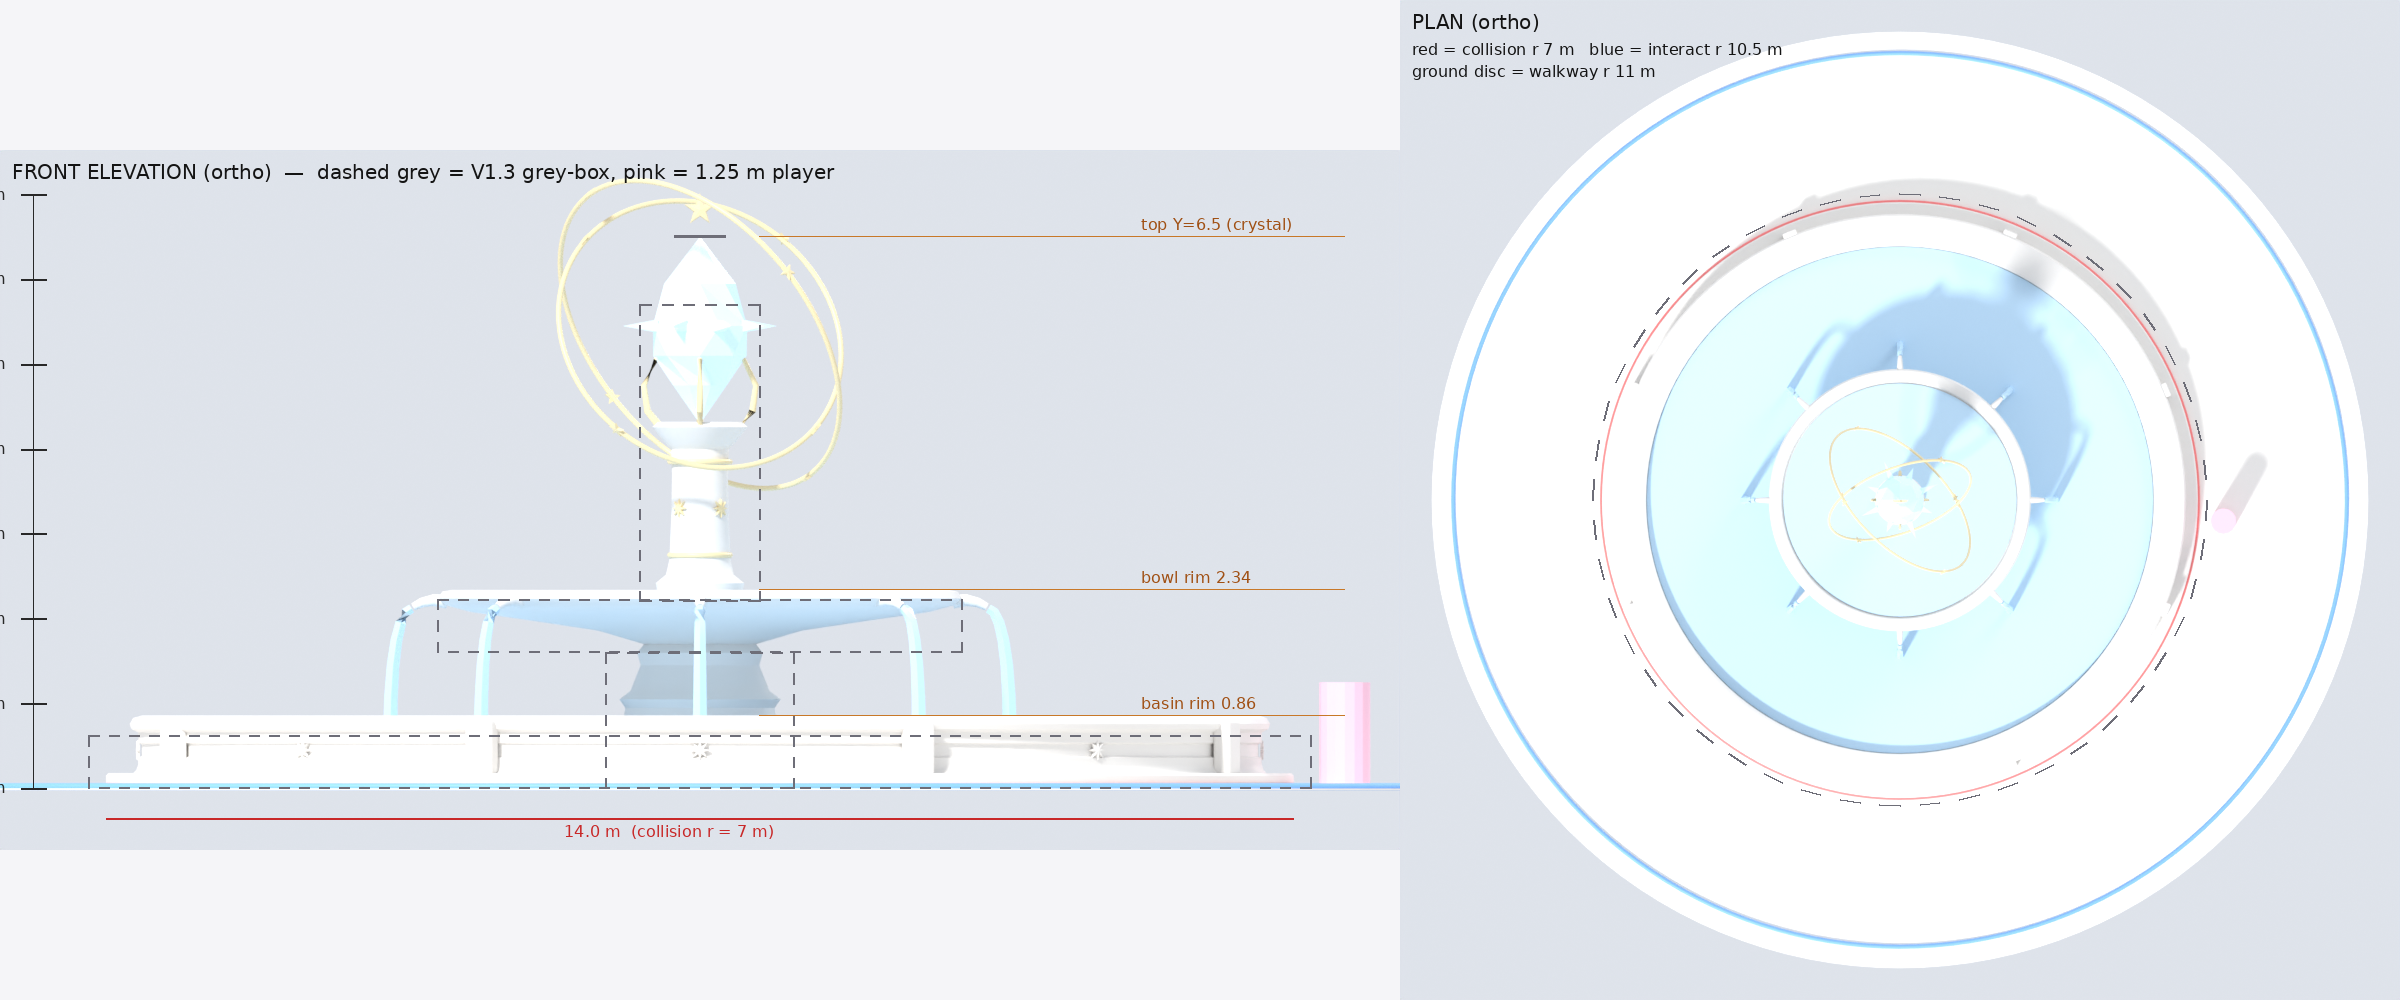 FRONT ELEVATION (ortho) — dashed grey = V1.3 grey-box, pink = 1.25 m player
top Y=6.5 (crystal)
bowl rim 2.34
basin rim 0.86
14.0 m (collision r = 7 m)
PLAN (ortho)
red = collision r 7 m blue = interact r 10.5 m
ground disc = walkway r 11 m